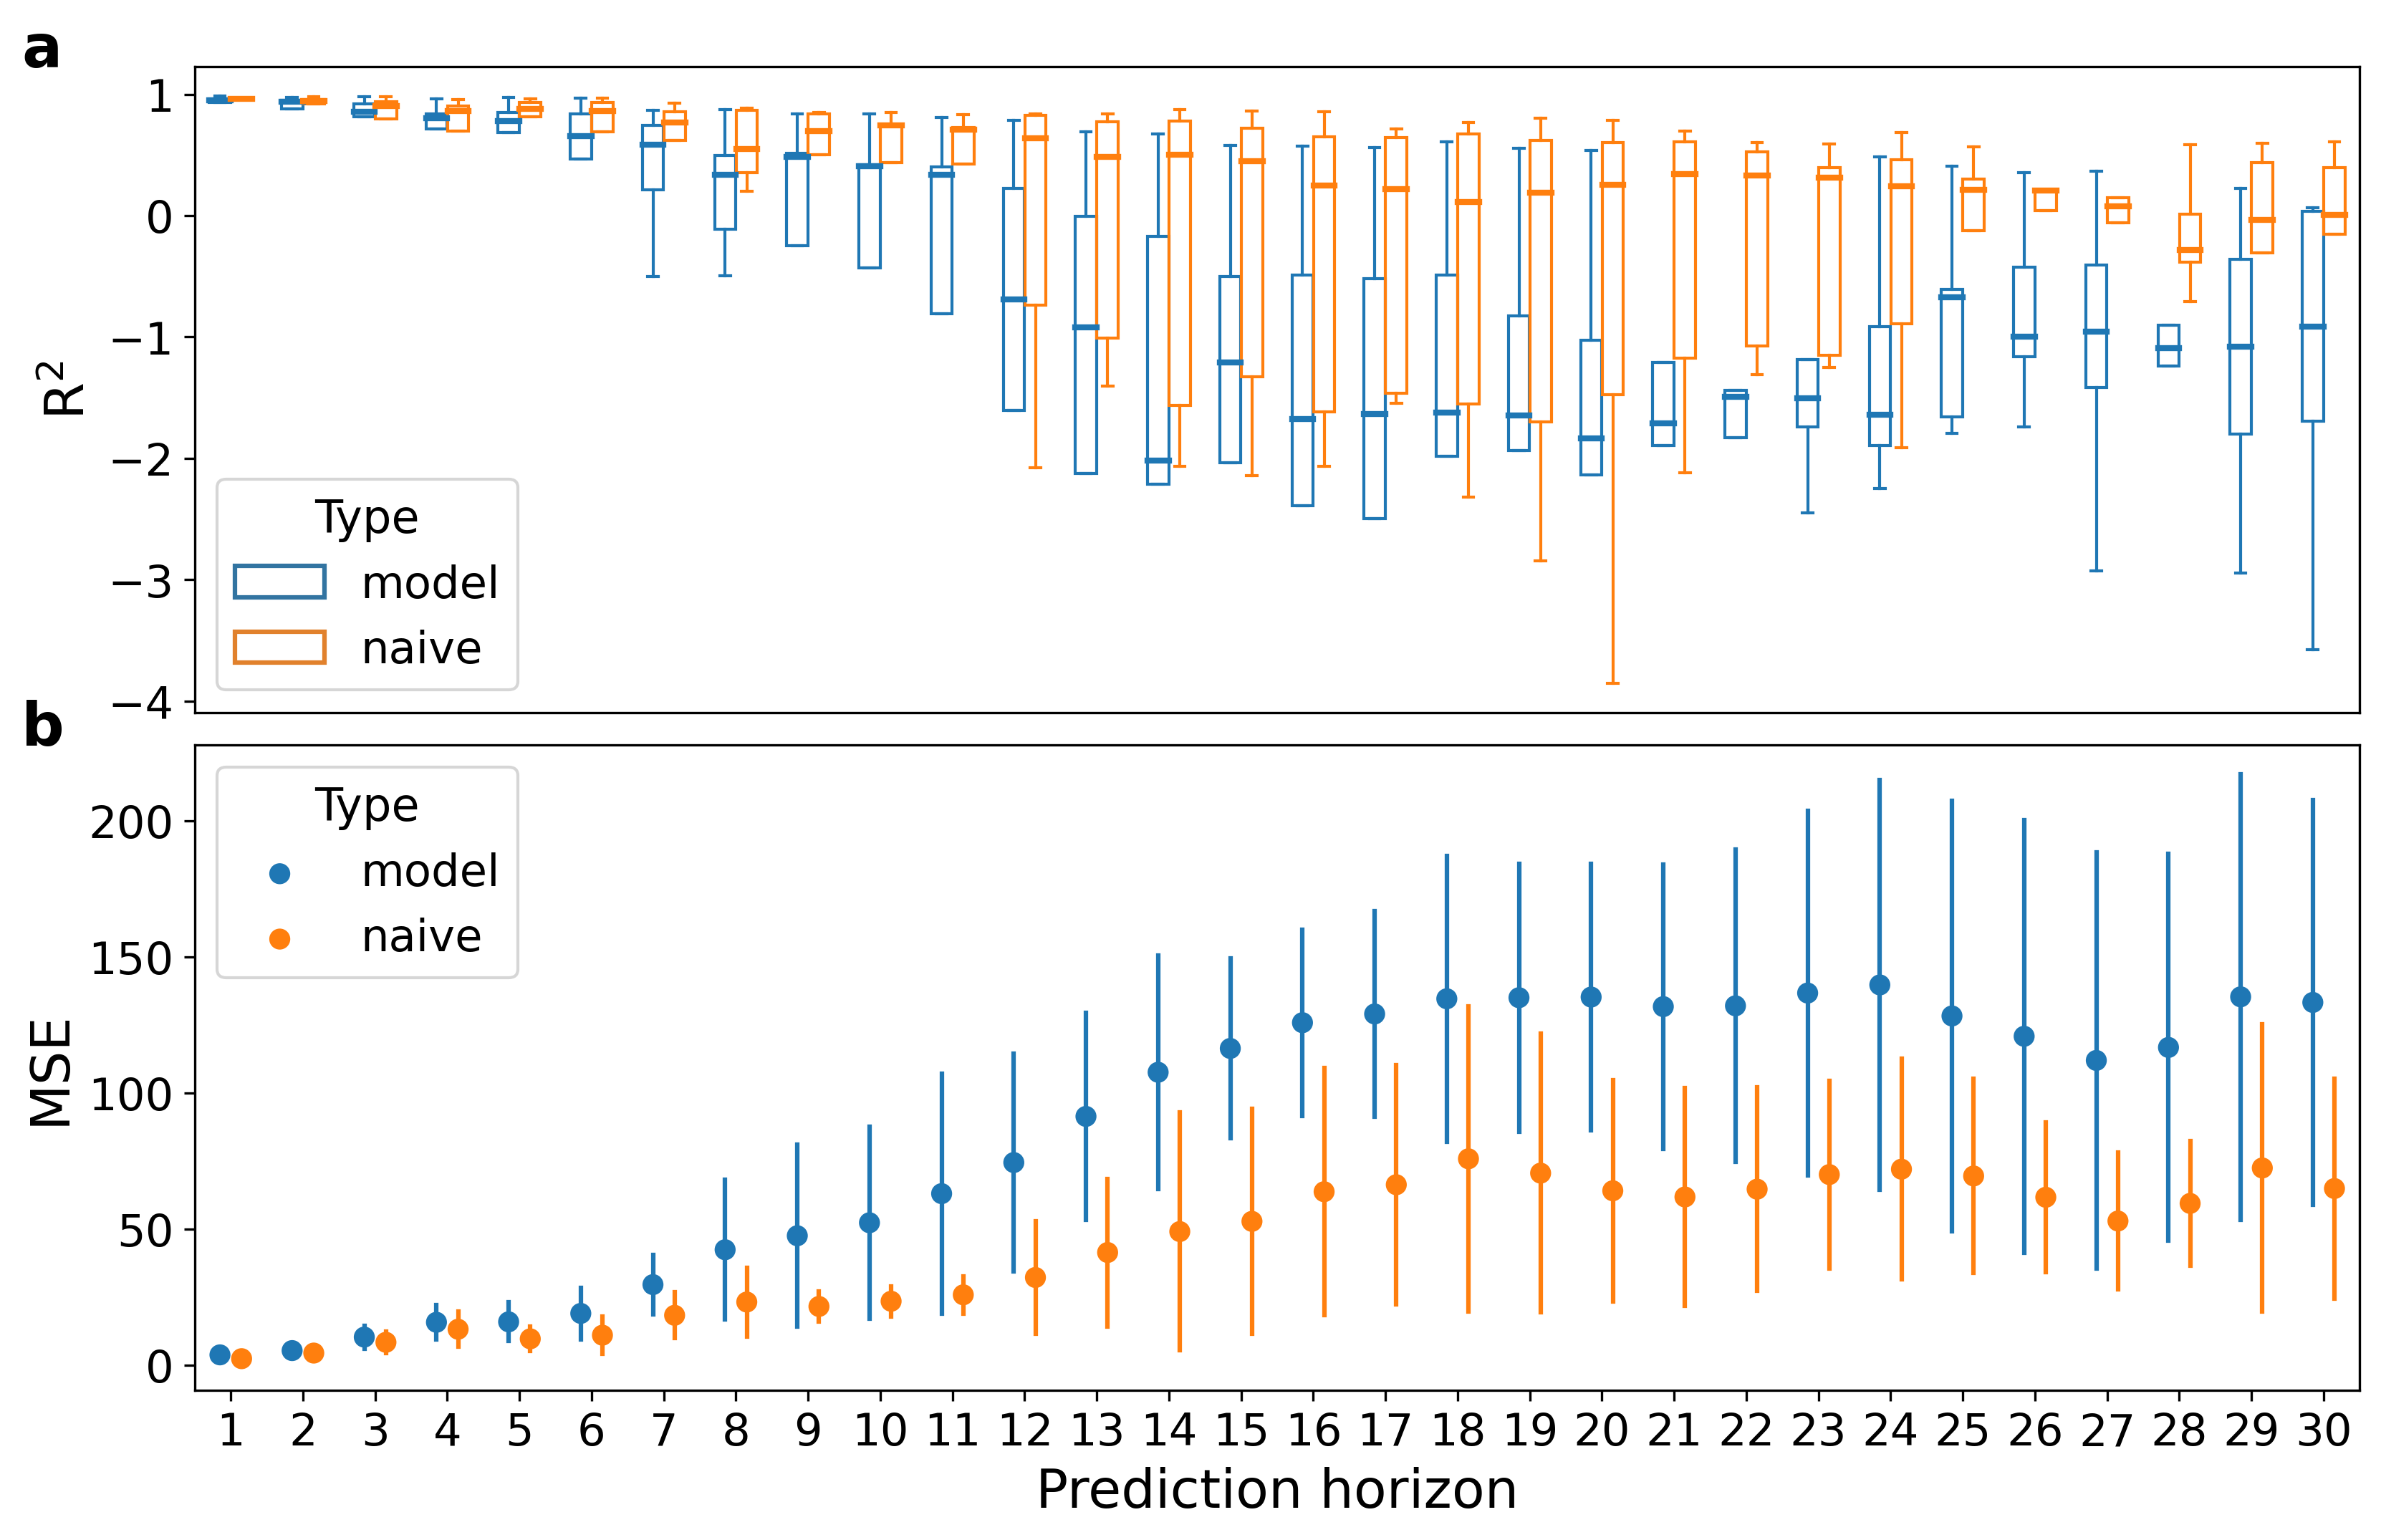 a
1
0
−1
−2
−3
−4
R²
Type
model
naive
b
200
150
100
50
0
MSE
Type
model
naive
1 2 3 4 5 6 7 8 9 10 11 12 13 14 15 16 17 18 19 20 21 22 23 24 25 26 27 28 29 30
Prediction horizon